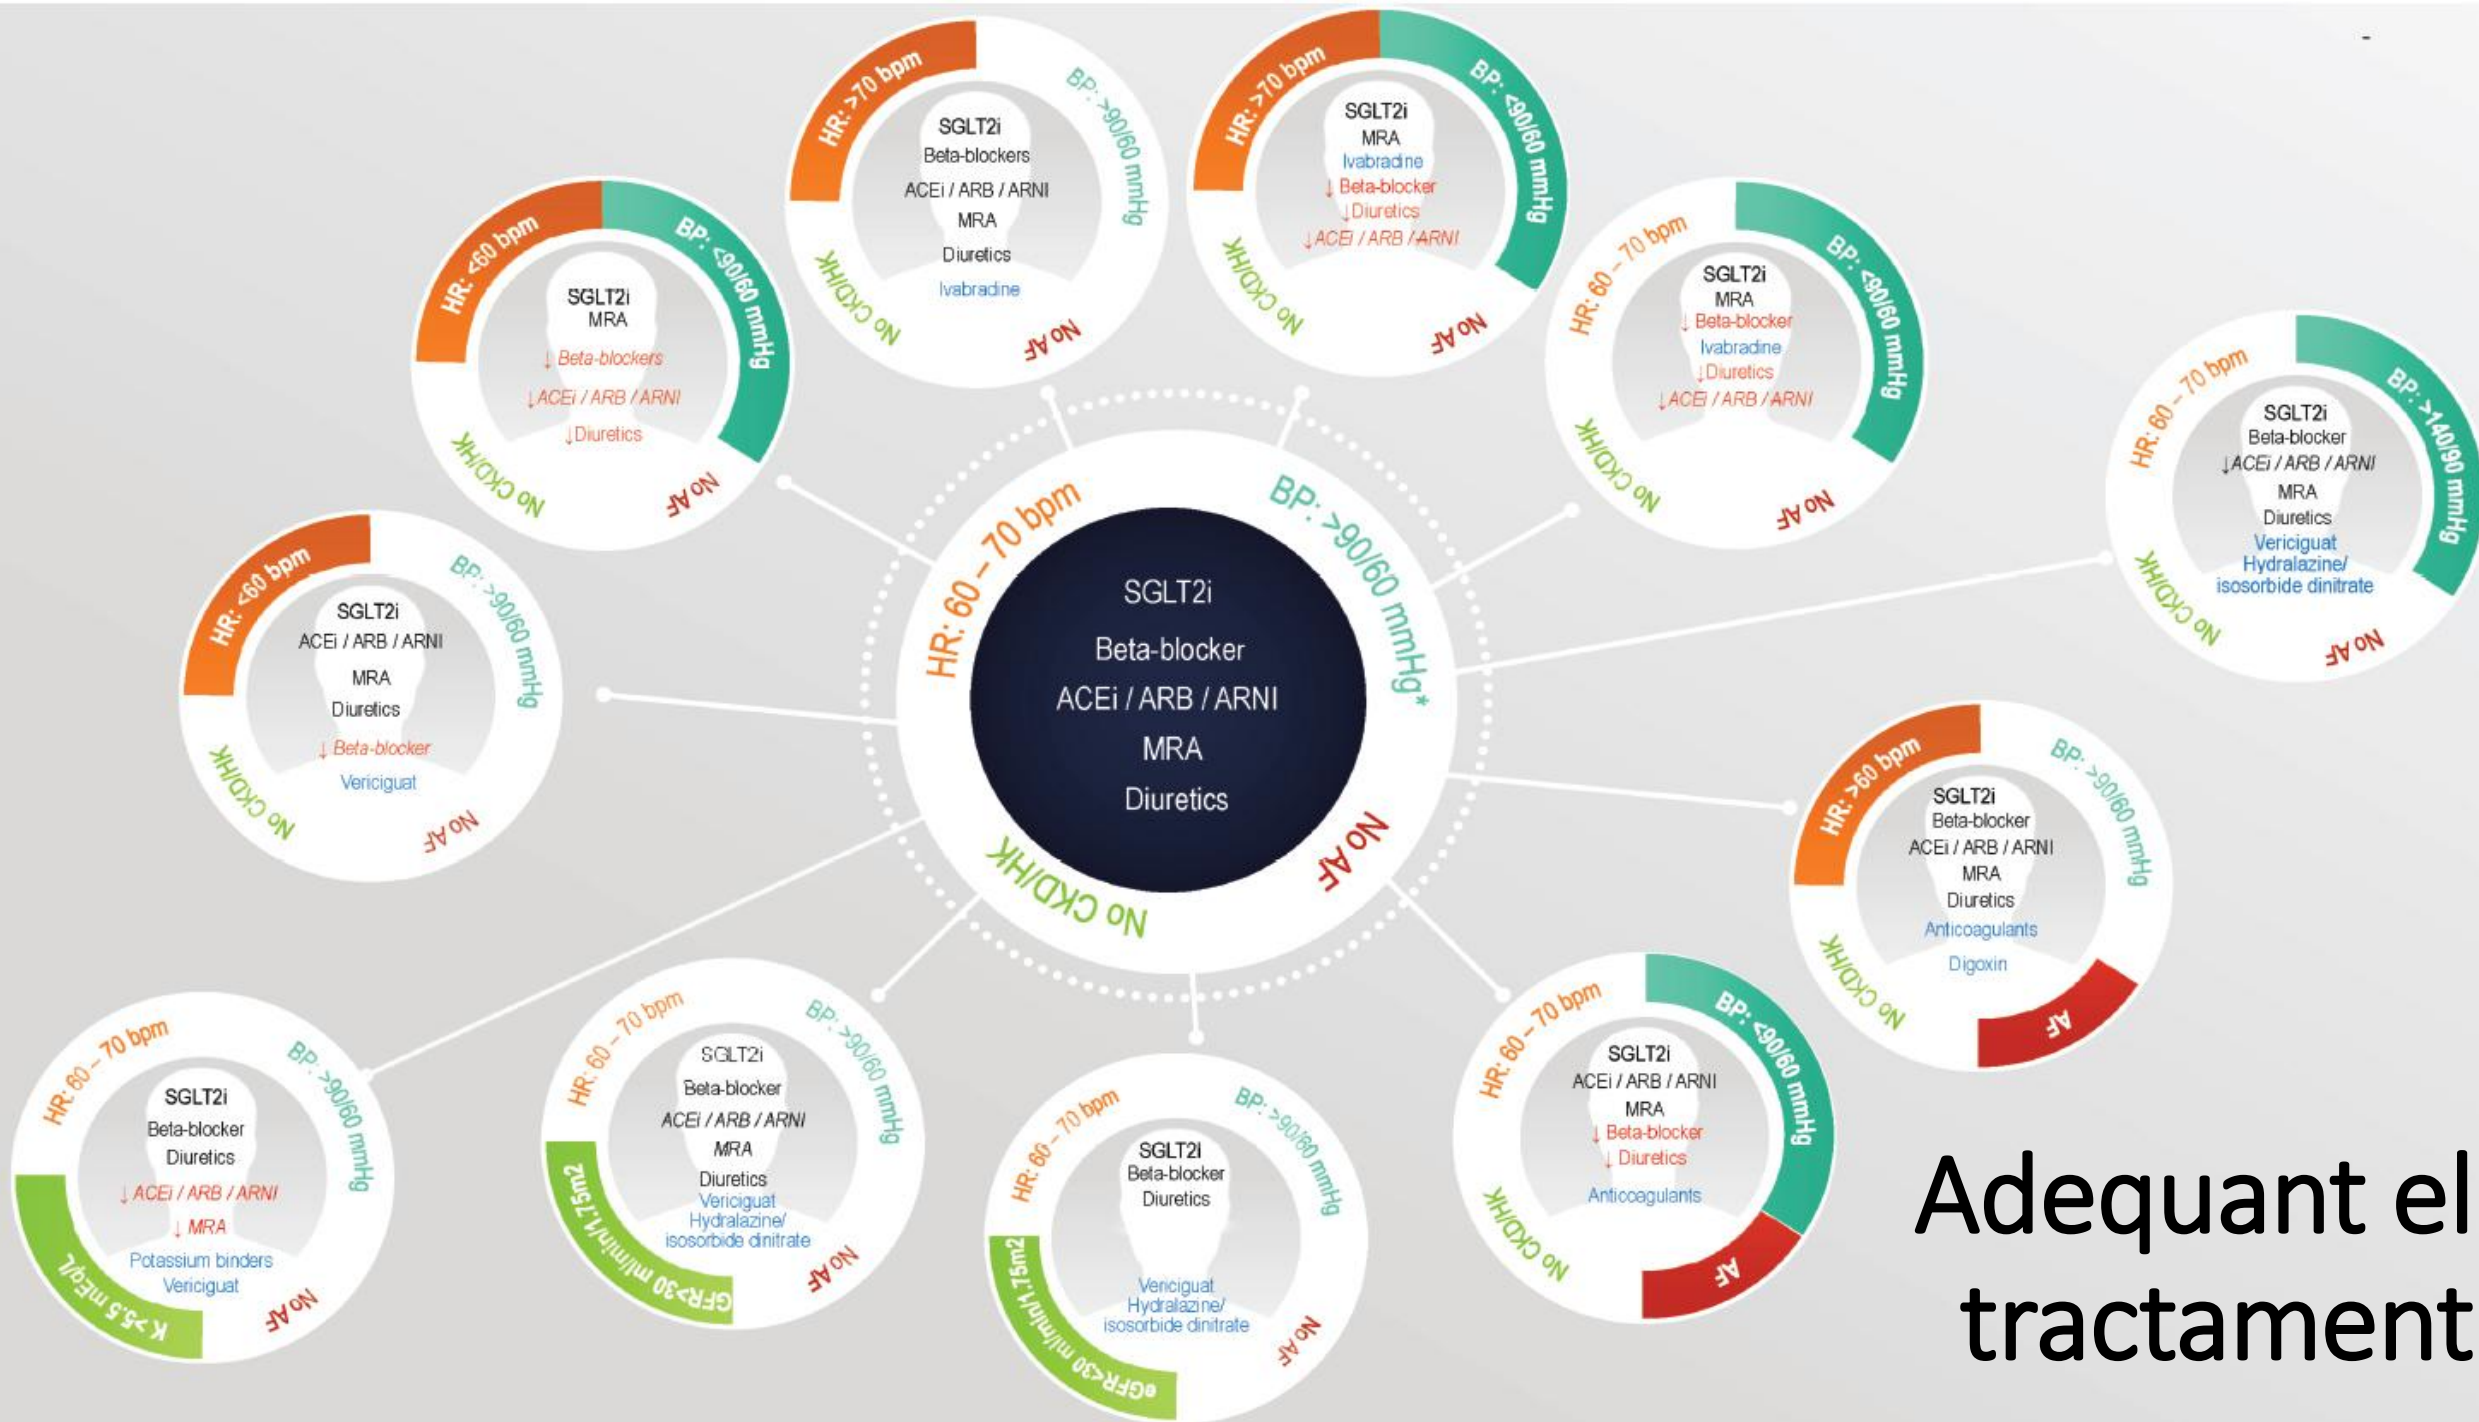 -
HR: >70 bpm
BP: >90/60 mmHg
SGLT2i
Beta-blockers
ACEi / ARB / ARNI
MRA
Diuretics
Ivabradine
No CKD/HK
No AF
HR: >70 bpm
BP: <90/60 mmHg
SGLT2i
MRA
Ivabradine
↓ Beta-blocker
↓Diuretics
↓ACEi / ARB / ARNI
No CKD/HK
No AF
HR: <60 bpm
BP: <90/60 mmHg
SGLT2i
MRA
↓ Beta-blockers
↓ACEi / ARB / ARNI
↓Diuretics
No CKD/HK
No AF
HR: 60 – 70 bpm
BP: <90/60 mmHg
SGLT2i
MRA
↓ Beta-blocker
Ivabradine
↓Diuretics
↓ACEi / ARB / ARNI
No CKD/HK
No AF
HR: 60 – 70 bpm
BP: >140/90 mmHg
SGLT2i
Beta-blocker
↓ACEi / ARB / ARNI
MRA
Diuretics
Vericiguat
Hydralazine/
isosorbide dinitrate
No CKD/HK
No AF
HR: <60 bpm
BP: >90/60 mmHg
SGLT2i
ACEi / ARB / ARNI
MRA
Diuretics
↓ Beta-blocker
Vericiguat
No CKD/HK
No AF
HR: 60 – 70 bpm
BP: >90/60 mmHg*
SGLT2i
Beta-blocker
ACEi / ARB / ARNI
MRA
Diuretics
No CKD/HK
No AF
HR: >60 bpm
BP: >90/60 mmHg
SGLT2i
Beta-blocker
ACEi / ARB / ARNI
MRA
Diuretics
Anticoagulants
Digoxin
No CKD/HK
AF
HR: 60 – 70 bpm
BP: >90/60 mmHg
SGLT2i
Beta-blocker
Diuretics
↓ ACEi / ARB / ARNI
↓ MRA
Potassium binders
Vericiguat
K >5.5 mEq/L
No AF
HR: 60 – 70 bpm
BP: >90/60 mmHg
SGLT2i
Beta-blocker
ACEi / ARB / ARNI
MRA
Diuretics
Vericiguat
Hydralazine/
isosorbide dinitrate
GFR>30 ml/min/1.75m2
No AF
HR: 60 – 70 bpm
BP: >90/60 mmHg
SGLT2i
Beta-blocker
Diuretics
Vericiguat
Hydralazine/
isosorbide dinitrate
eGFR<30 ml/min/1.75m2
No AF
HR: 60 – 70 bpm
BP: <90/60 mmHg
SGLT2i
ACEi / ARB / ARNI
MRA
↓ Beta-blocker
↓ Diuretics
Anticoagulants
No CKD/HK
AF
Adequant el
tractament